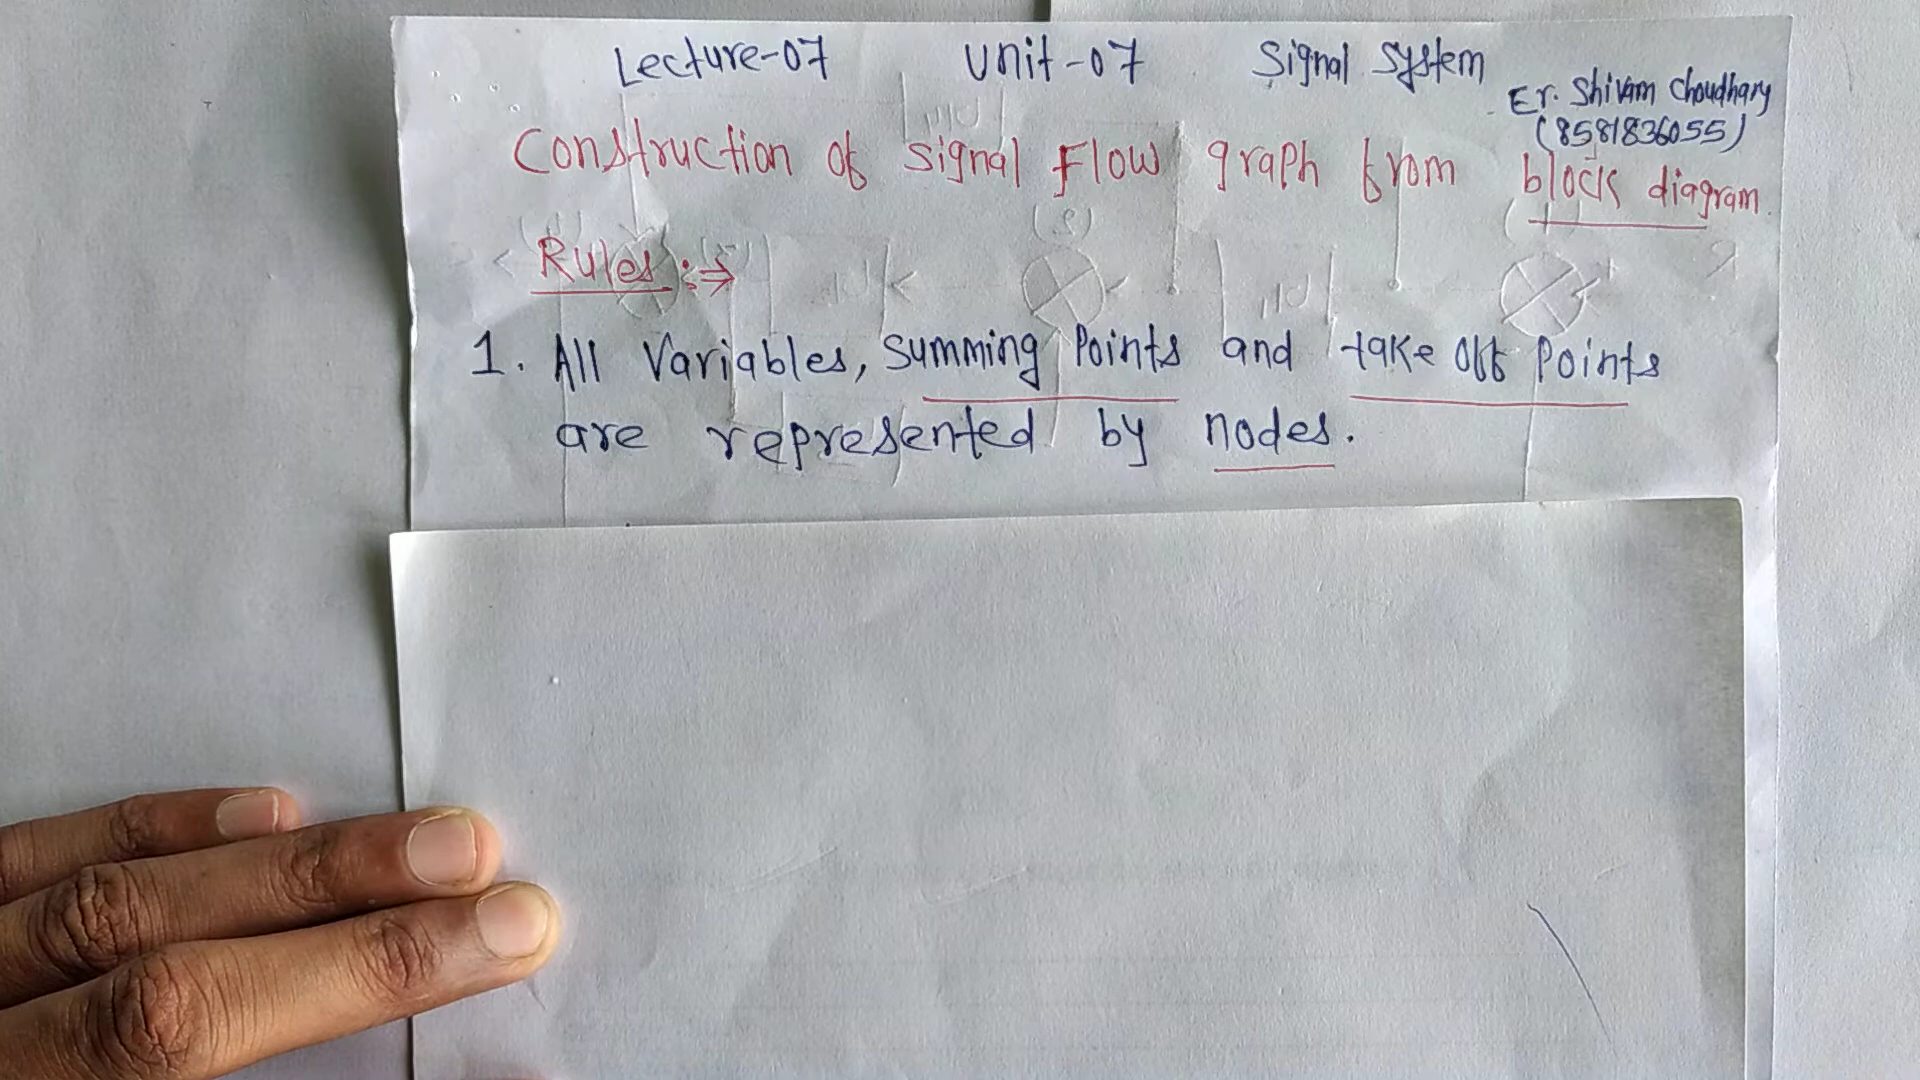 Lecture-07 Unit-07 Signal System
Er. Shivam Choudhary
(8581836055)
Construction of signal Flow graph from block diagram.
Rules :⇒
1. All Variables, Summing Points and take off Points
are represented by nodes.